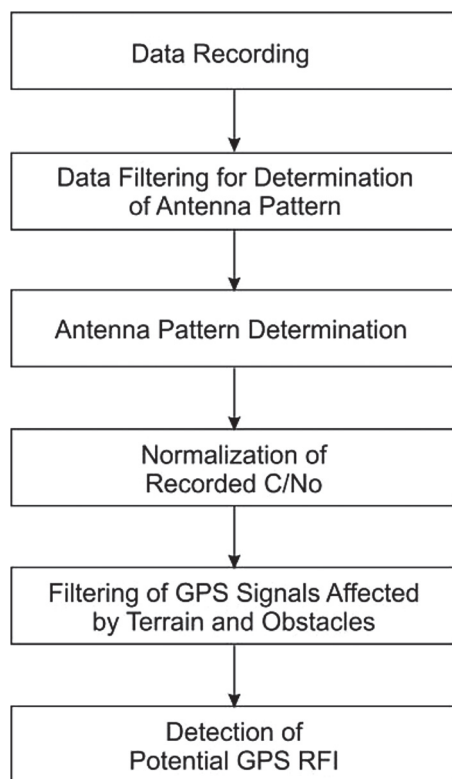 Data Recording
Data Filtering for Determination
of Antenna Pattern
Antenna Pattern Determination
Normalization of
Recorded C/No
Filtering of GPS Signals Affected
by Terrain and Obstacles
Detection of
Potential GPS RFI